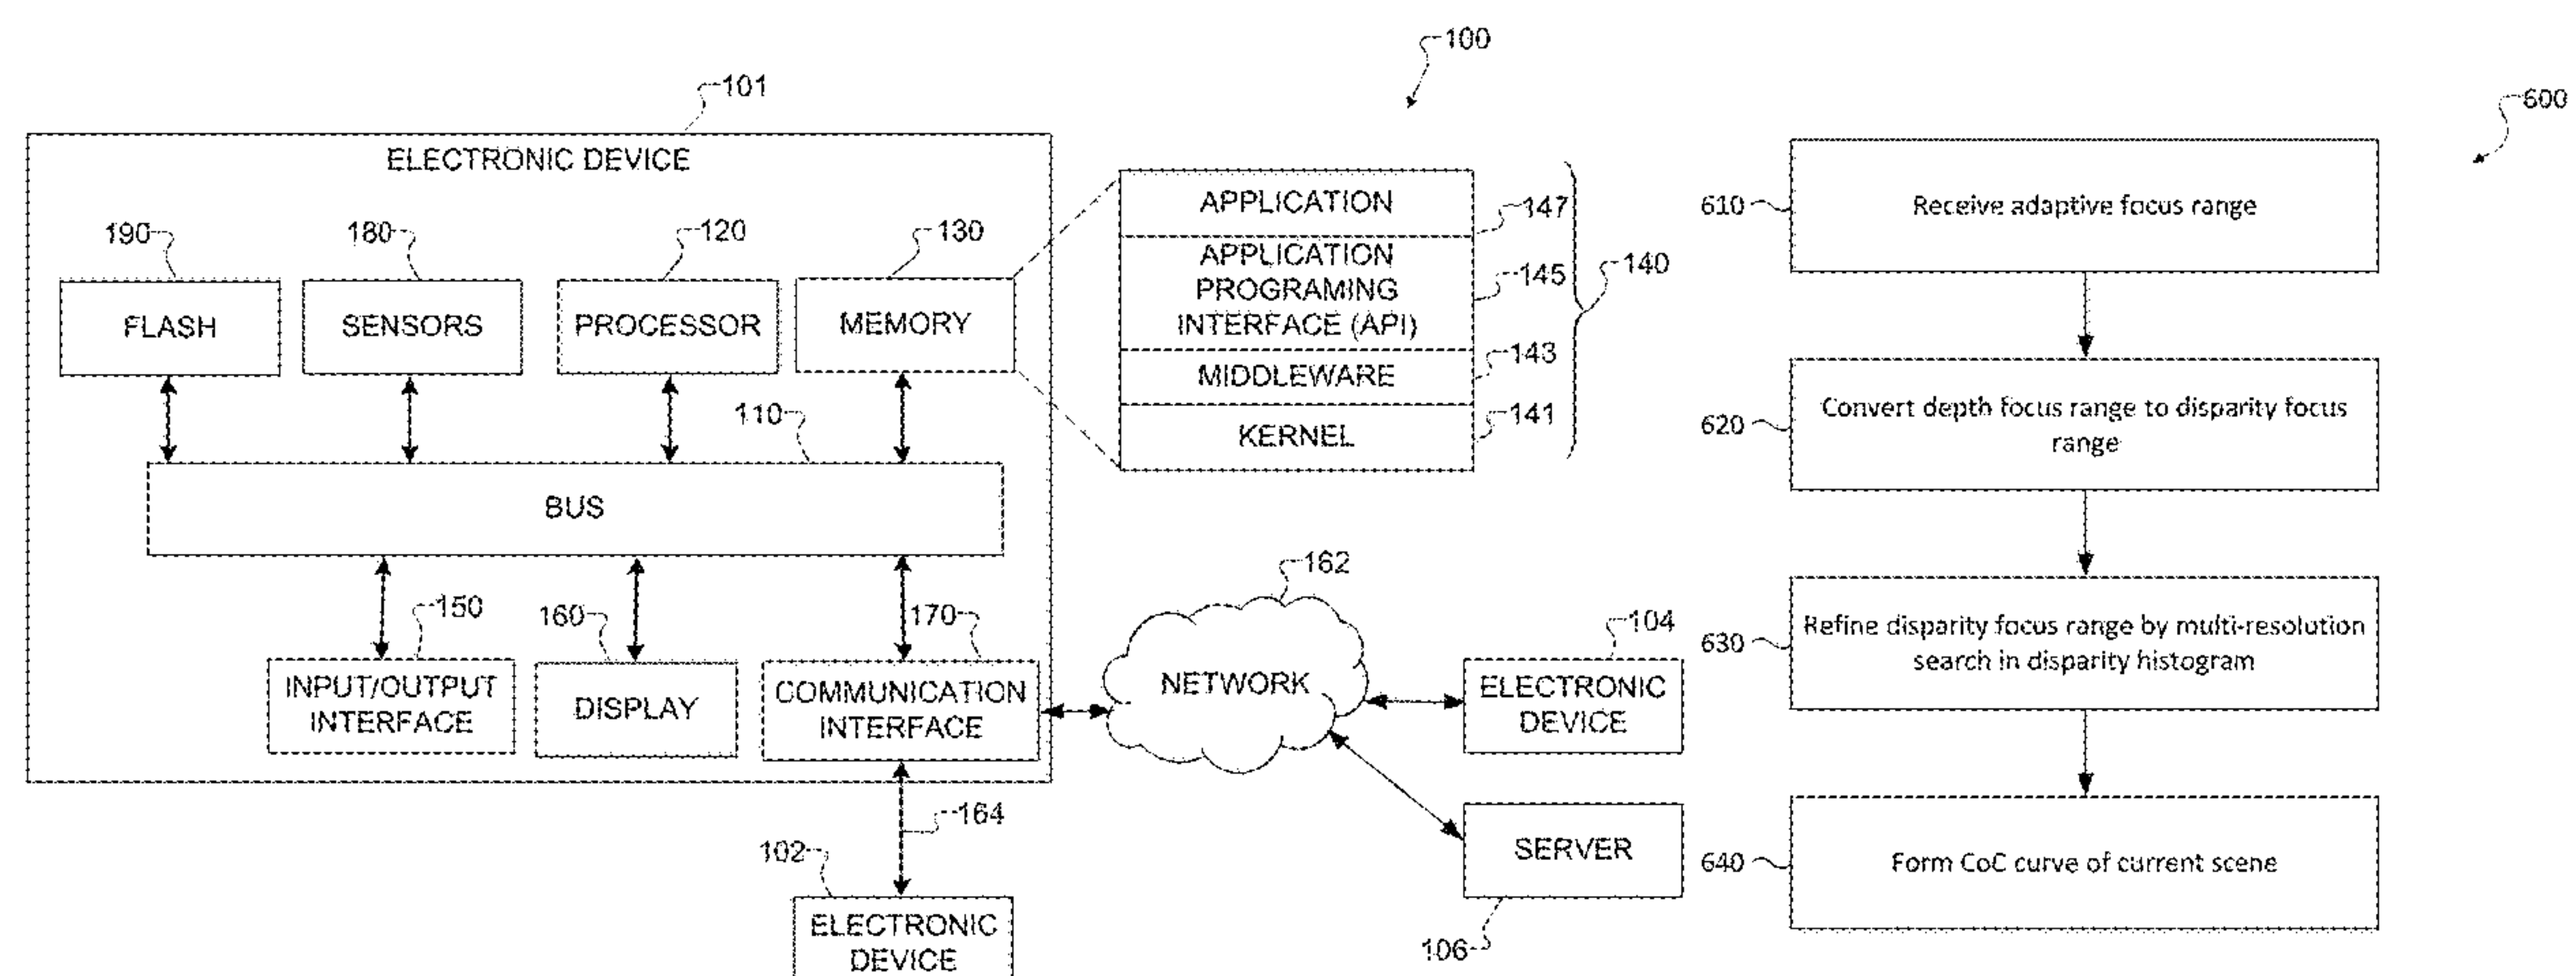 100
101
ELECTRONIC DEVICE
190
180
120
130
FLASH
SENSORS
PROCESSOR
MEMORY
110
BUS
150
160
170
INPUT/OUTPUT
INTERFACE
DISPLAY
COMMUNICATION
INTERFACE
164
102
ELECTRONIC
DEVICE
APPLICATION
147
APPLICATION
PROGRAMING
INTERFACE (API)
145
MIDDLEWARE
143
KERNEL
141
140
162
NETWORK
104
ELECTRONIC
DEVICE
SERVER
106
600
610
Receive adaptive focus range
620
Convert depth focus range to disparity focus
range
630
Refine disparity focus range by multi-resolution
search in disparity histogram
640
Form CoC curve of current scene